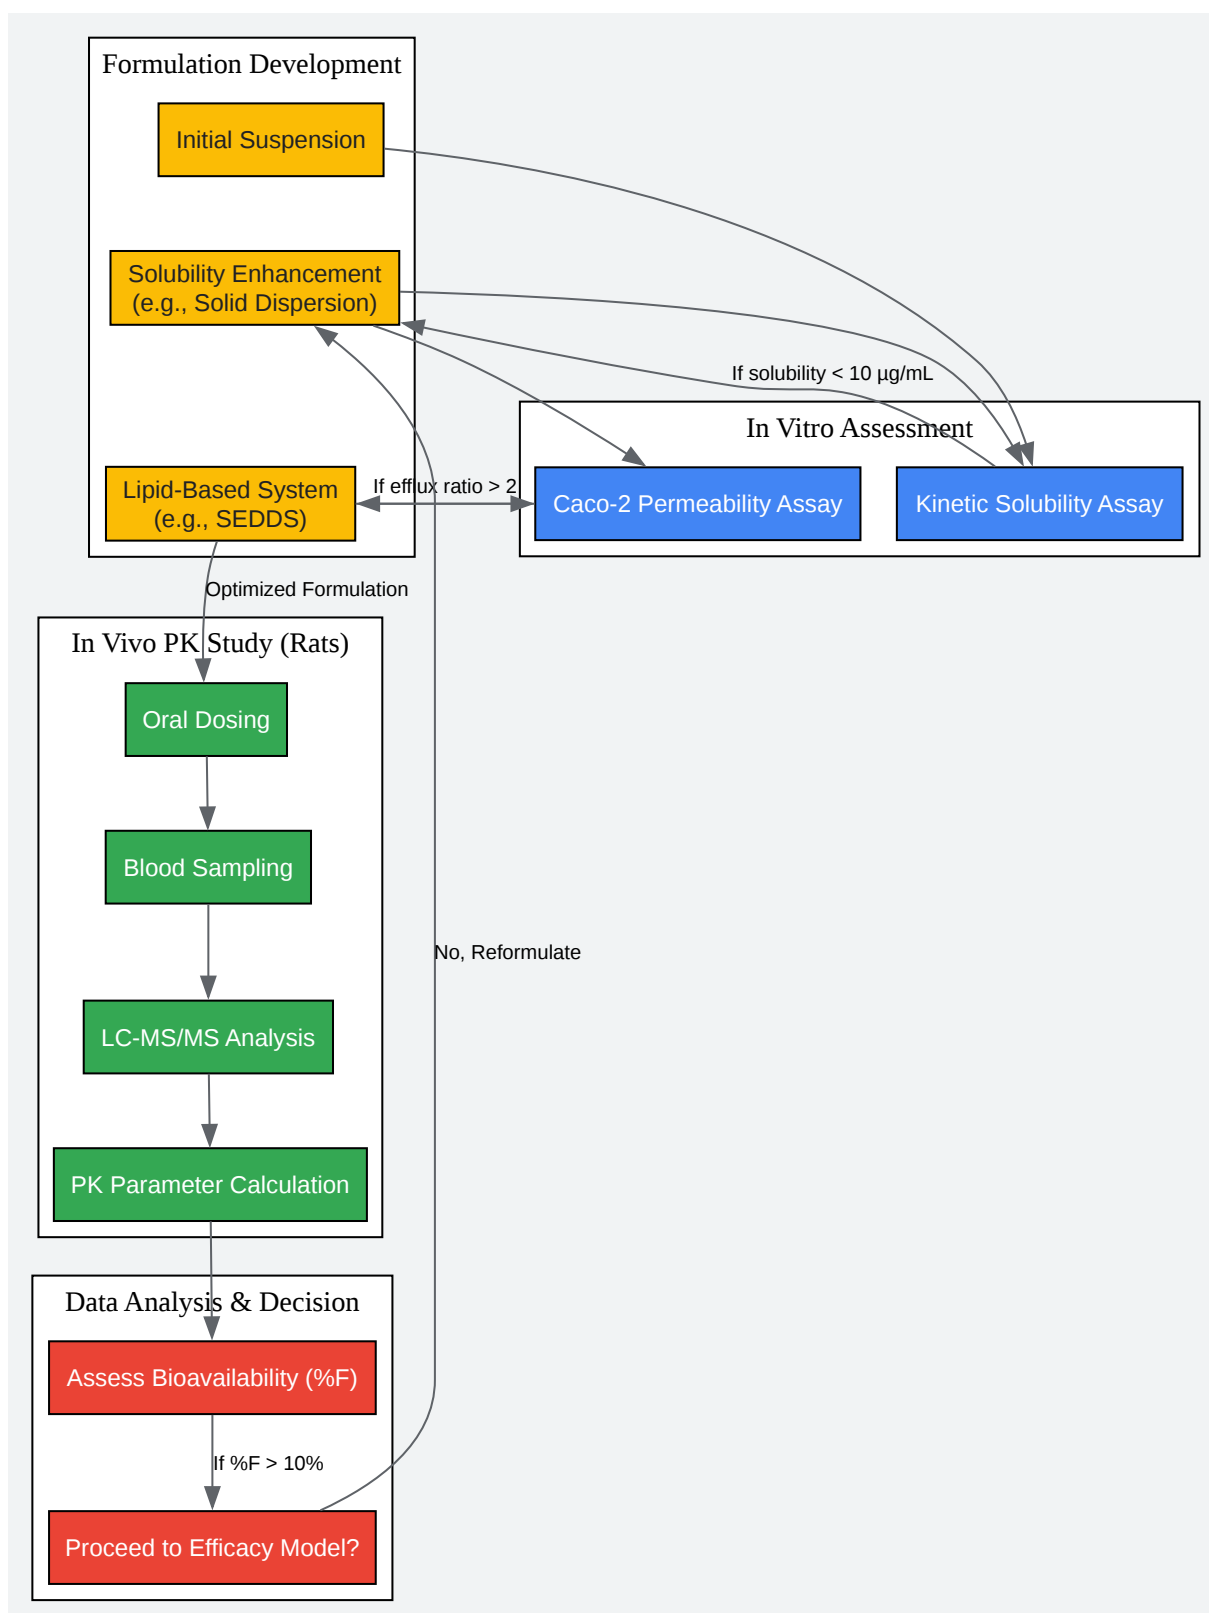 Formulation Development
Initial Suspension
Solubility Enhancement
(e.g., Solid Dispersion)
If solubility < 10 µg/mL
In Vitro Assessment
Lipid-Based System
(e.g., SEDDS)
If efflux ratio > 2
Caco-2 Permeability Assay
Kinetic Solubility Assay
Optimized Formulation
In Vivo PK Study (Rats)
Oral Dosing
Blood Sampling
No, Reformulate
LC-MS/MS Analysis
PK Parameter Calculation
Data Analysis & Decision
Assess Bioavailability (%F)
If %F > 10%
Proceed to Efficacy Model?